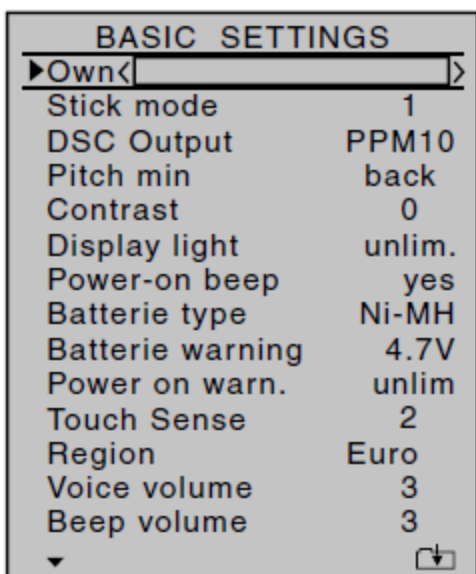 BASIC SETTINGS
Own
Stick mode 1
DSC Output PPM10
Pitch min back
Contrast 0
Display light unlim.
Power-on beep yes
Batterie type Ni-MH
Batterie warning 4.7V
Power on warn. unlim
Touch Sense 2
Region Euro
Voice volume 3
Beep volume 3